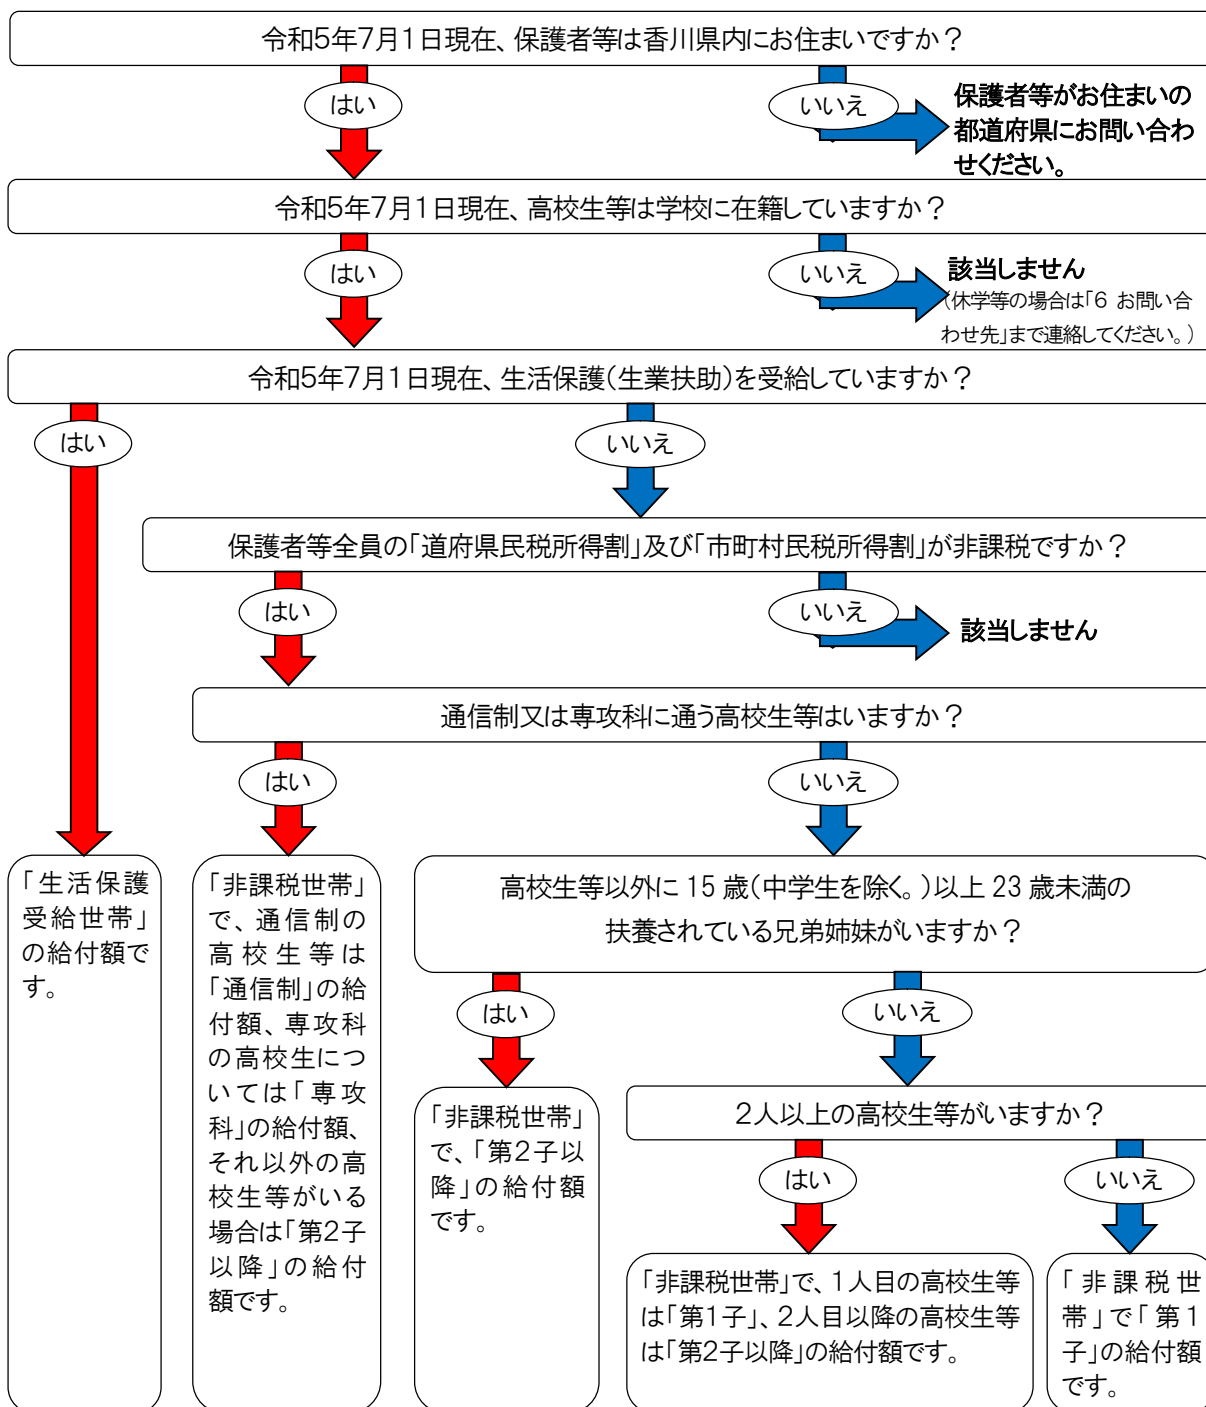 令和5年7月1日現在、保護者等は香川県内にお住まいですか？
はい
いいえ
保護者等がお住まいの
都道府県にお問い合わ
せください。
令和5年7月1日現在、高校生等は学校に在籍していますか？
はい
いいえ
該当しません
（休学等の場合は「６ お問い合
わせ先」まで連絡してください。）
令和5年7月1日現在、生活保護（生業扶助）を受給していますか？
はい
いいえ
保護者等全員の「道府県民税所得割」及び「市町村民税所得割」が非課税ですか？
はい
いいえ
該当しません
通信制又は専攻科に通う高校生等はいますか？
はい
いいえ
「生活保護
受給世帯」
の給付額で
す。
「非課税世帯」
で、通信制の
高校生等は
「通信制」の給
付額、専攻科
の高校生につ
いては「専攻
科」の給付額、
それ以外の高
校生等がいる
場合は「第２子
以降」の給付
額です。
高校生等以外に 15 歳（中学生を除く。）以上 23 歳未満の
扶養されている兄弟姉妹がいますか？
はい
いいえ
「非課税世帯」
で、「第２子以
降」の給付額
です。
２人以上の高校生等がいますか？
はい
いいえ
「非課税世帯」で、１人目の高校生等
は「第１子」、２人目以降の高校生等
は「第２子以降」の給付額です。
「非課税世
帯」で「第１
子」の給付額
です。